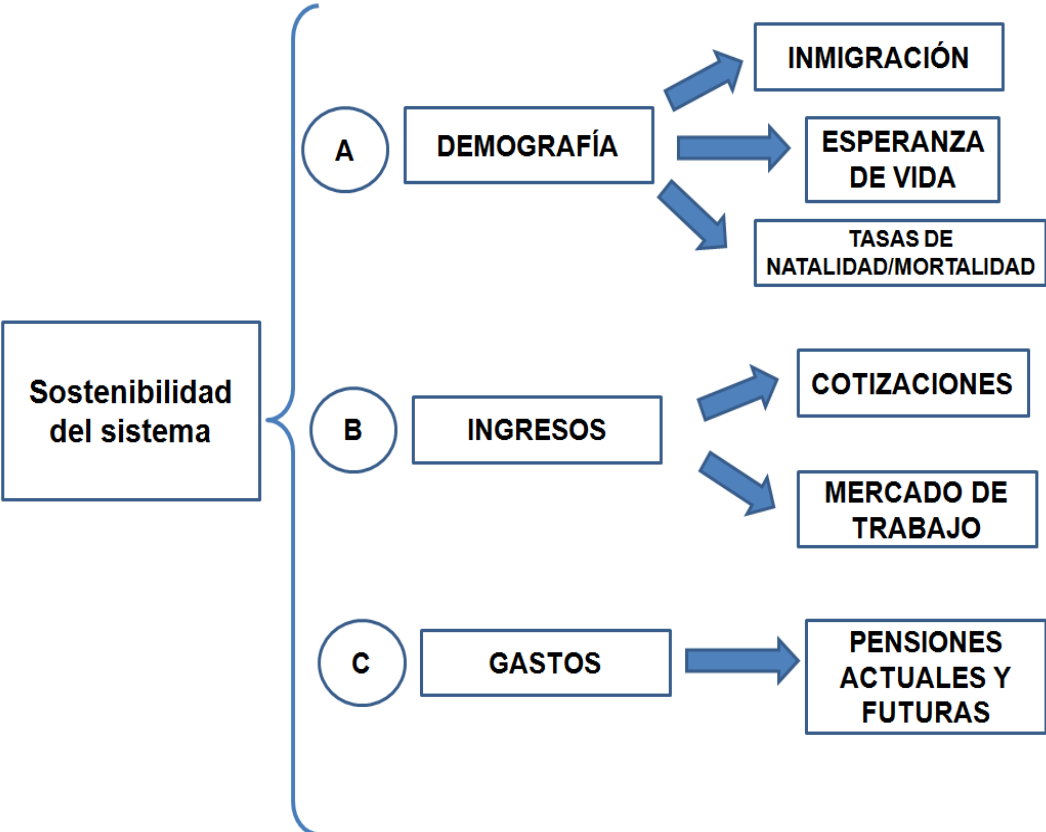 Sostenibilidad
del sistema
A
DEMOGRAFÍA
INMIGRACIÓN
ESPERANZA
DE VIDA
TASAS DE
NATALIDAD/MORTALIDAD
B
INGRESOS
COTIZACIONES
MERCADO DE
TRABAJO
C
GASTOS
PENSIONES
ACTUALES Y
FUTURAS